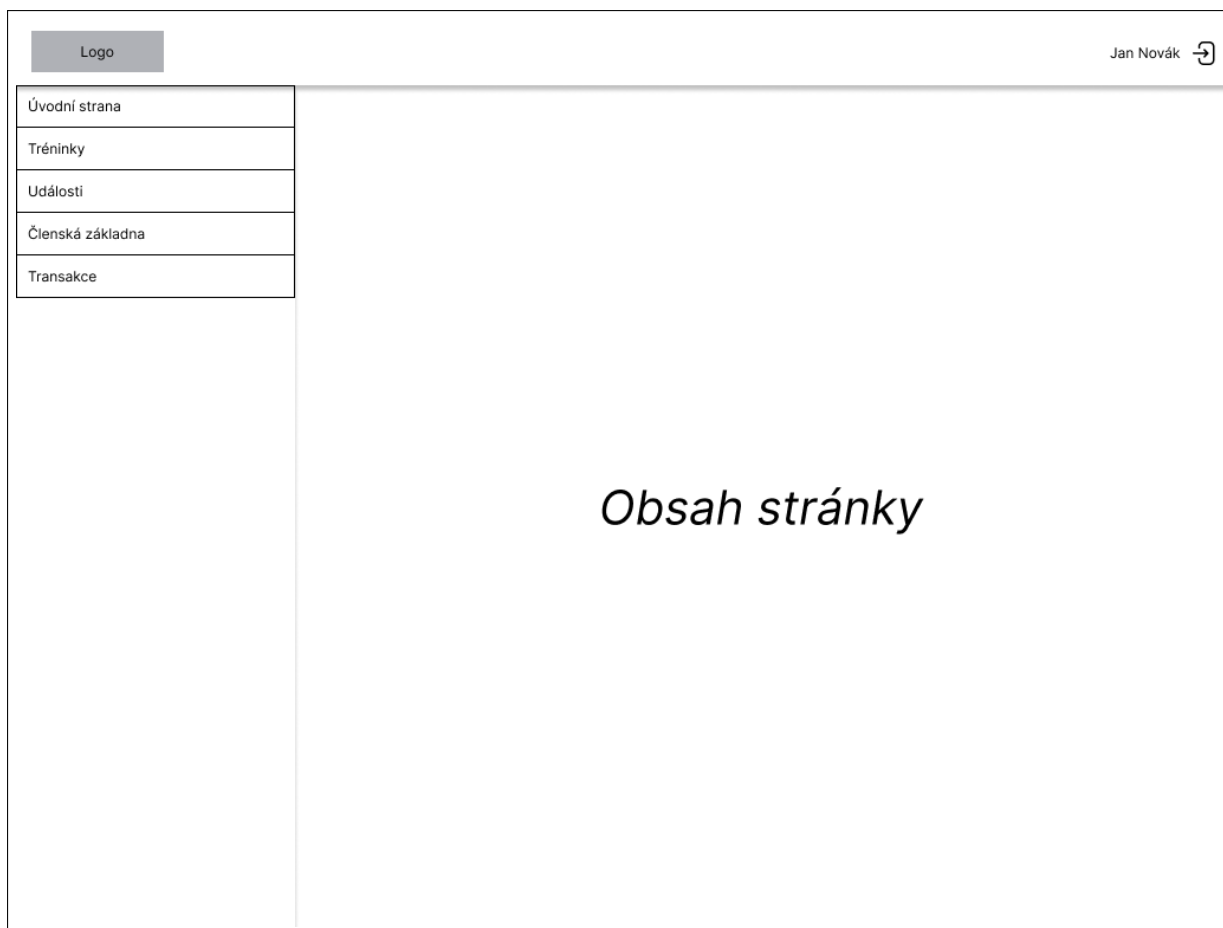 Logo
Jan Novák
Úvodní strana
Tréninky
Události
Členská základna
Transakce
Obsah stránky